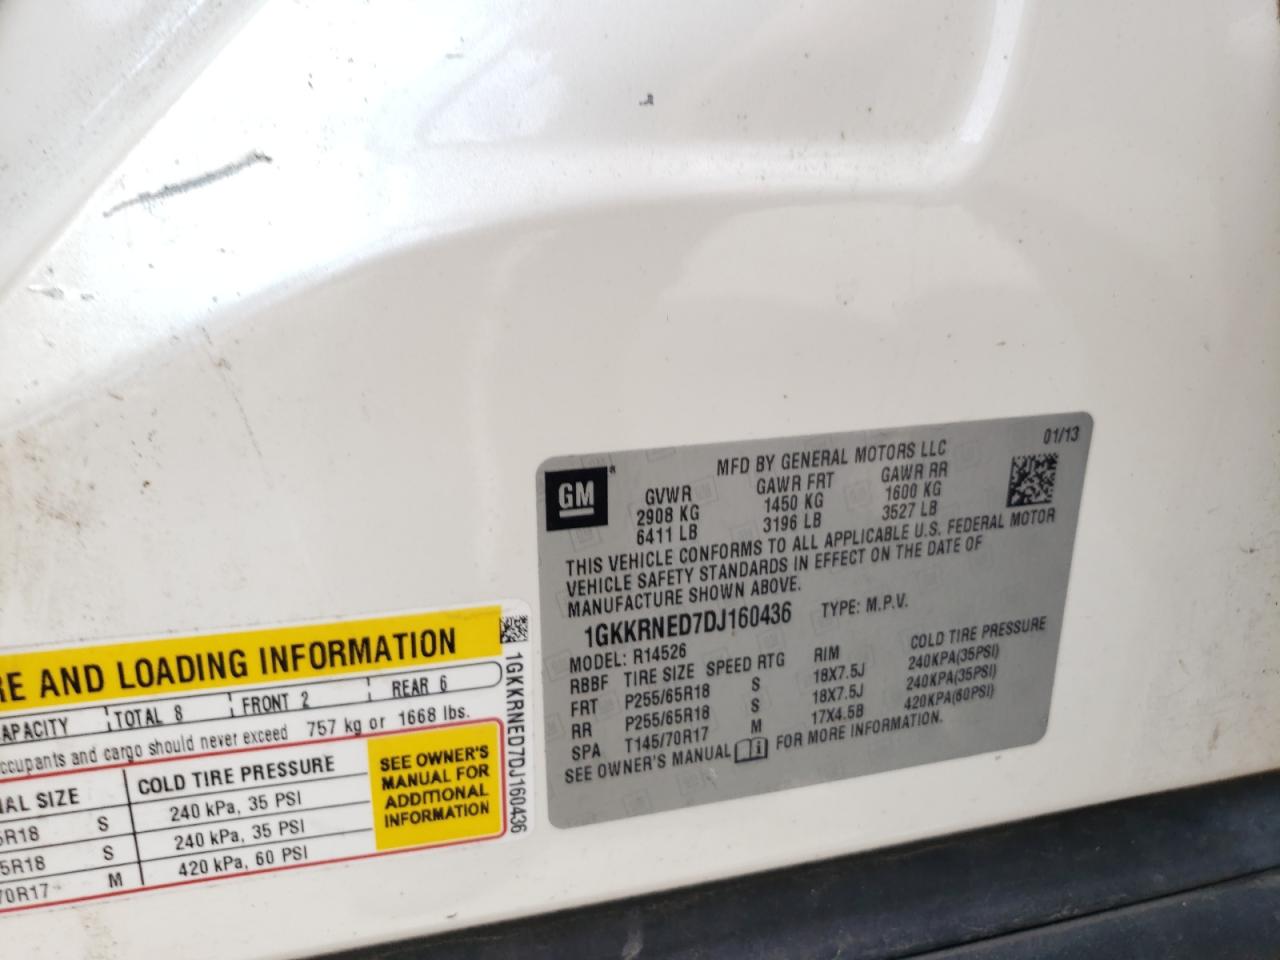 GM
MFD BY GENERAL MOTORS LLC
01/13
GVWR GAWR FRT GAWR RR
2908 KG 1450 KG 1600 KG
6411 LB 3196 LB 3527 LB
THIS VEHICLE CONFORMS TO ALL APPLICABLE U.S. FEDERAL MOTOR
VEHICLE SAFETY STANDARDS IN EFFECT ON THE DATE OF
MANUFACTURE SHOWN ABOVE.
1GKKRNED7DJ160436 TYPE: M.P.V.
MODEL: R14526
RBBF TIRE SIZE SPEED RTG RIM COLD TIRE PRESSURE
FRT P255/65R18 S 18X7.5J 240KPA(35PSI)
RR P255/65R18 S 18X7.5J 240KPA(35PSI)
SPA T145/70R17 M 17X4.5B 420KPA(60PSI)
SEE OWNER'S MANUAL FOR MORE INFORMATION.
RE AND LOADING INFORMATION
APACITY TOTAL 8 FRONT 2 REAR 6
ccupants and cargo should never exceed 757 kg or 1668 lbs.
NAL SIZE COLD TIRE PRESSURE
5R18 S 240 kPa, 35 PSI
5R18 S 240 kPa, 35 PSI
70R17 M 420 kPa, 60 PSI
SEE OWNER'S
MANUAL FOR
ADDITIONAL
INFORMATION
1GKKRNED7DJ160436